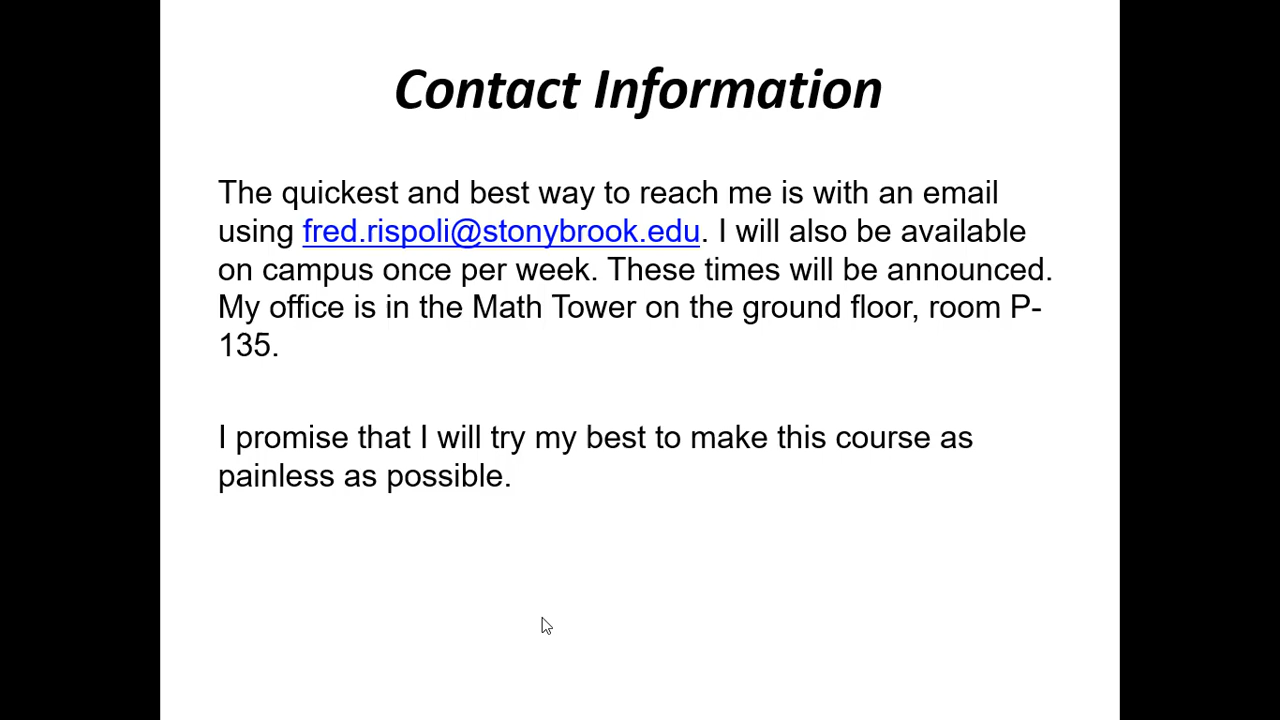 Contact Information
The quickest and best way to reach me is with an email
using fred.rispoli@stonybrook.edu. I will also be available
on campus once per week. These times will be announced.
My office is in the Math Tower on the ground floor, room P-
135.
I promise that I will try my best to make this course as
painless as possible.